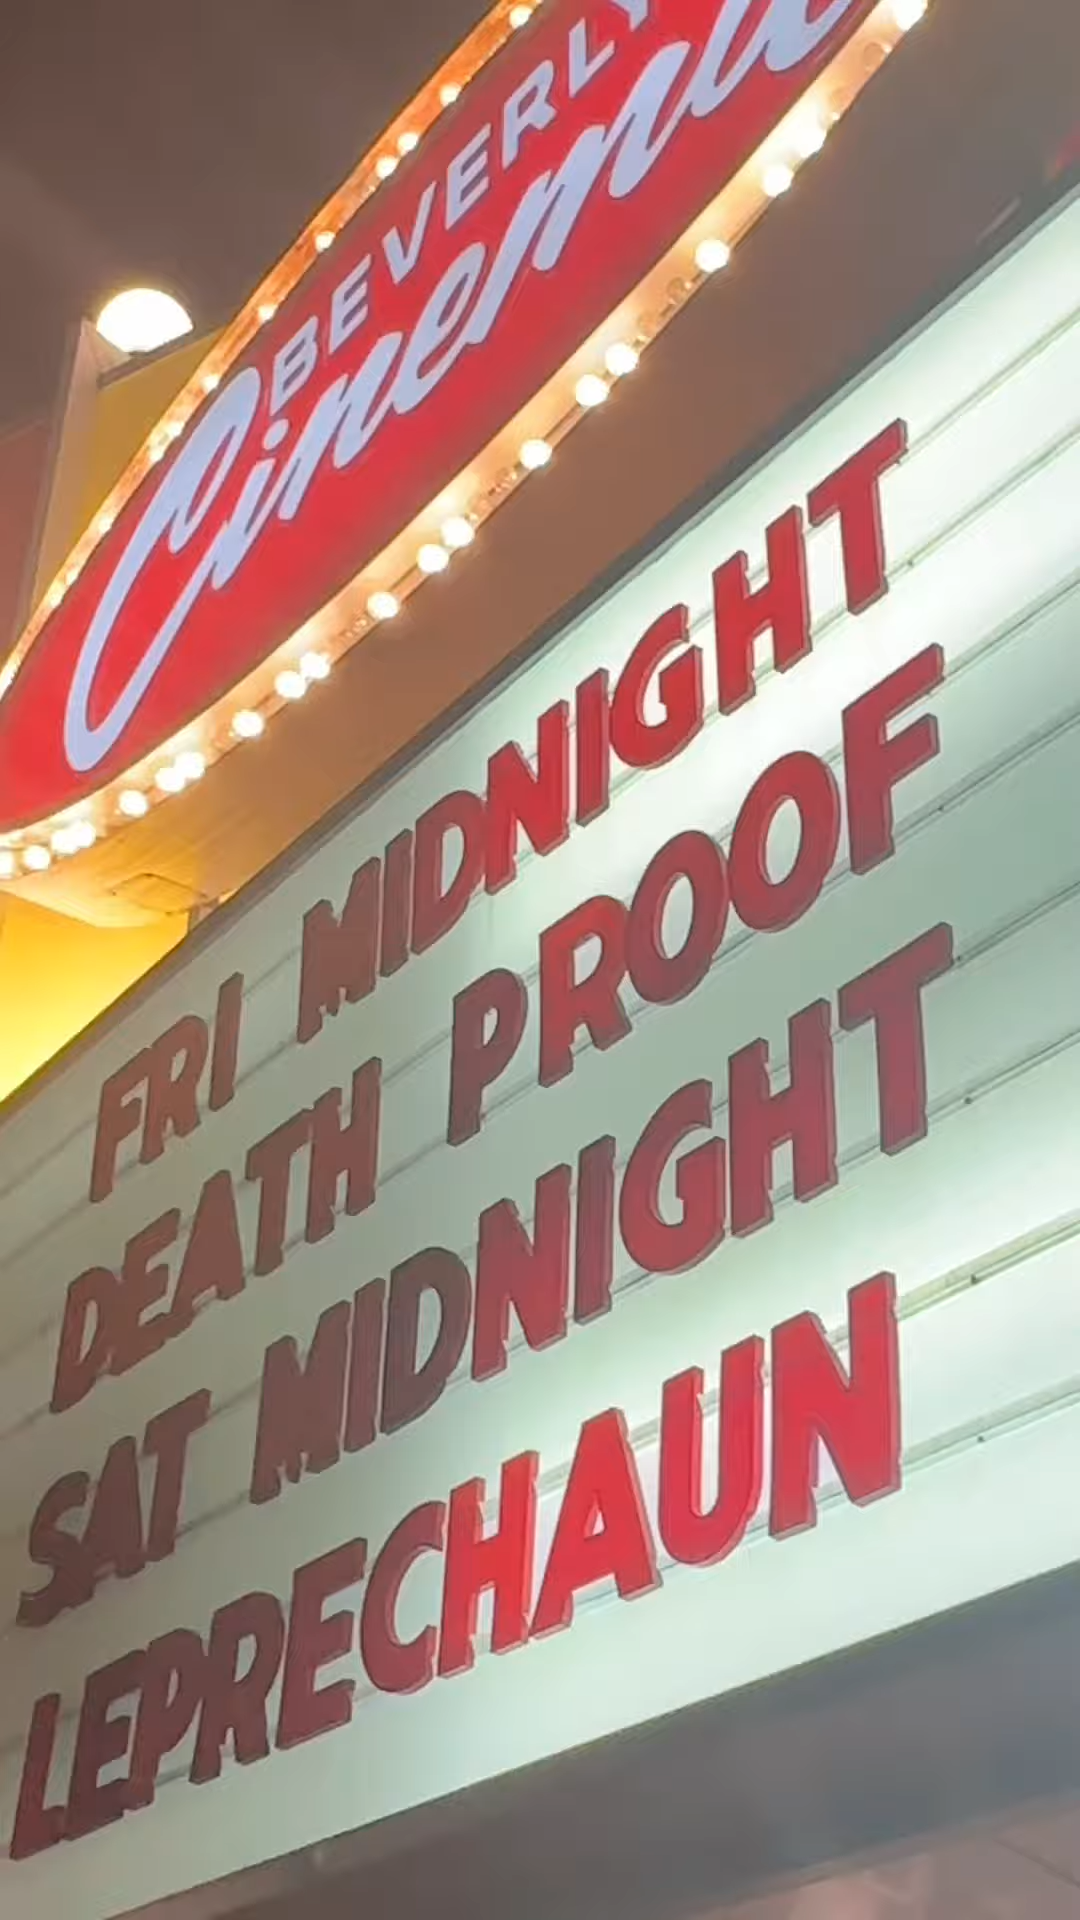 BEVERLY
Cinema
FRI MIDNIGHT
DEATH PROOF
SAT MIDNIGHT
LEPRECHAUN